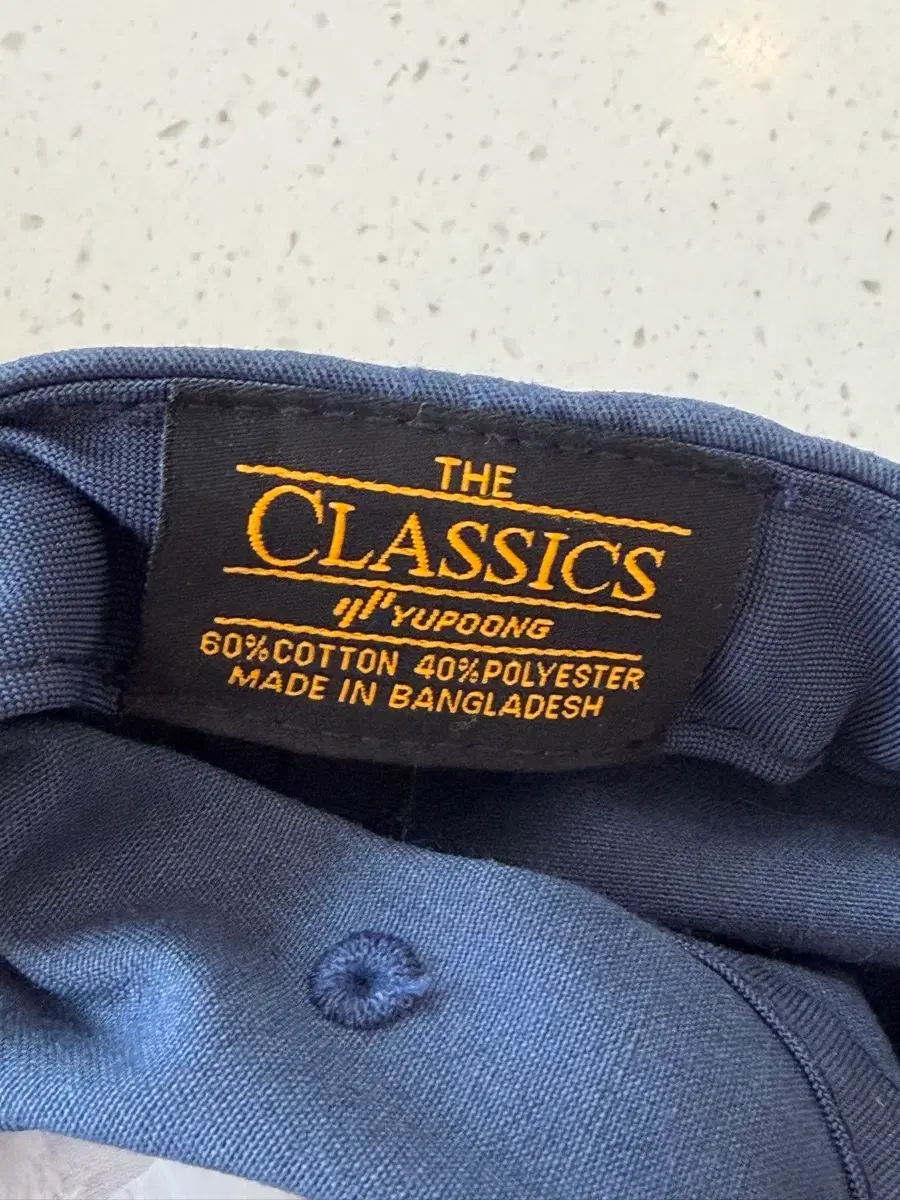 THE
CLASSICS
YUPOONG
60%COTTON 40%POLYESTER
MADE IN BANGLADESH